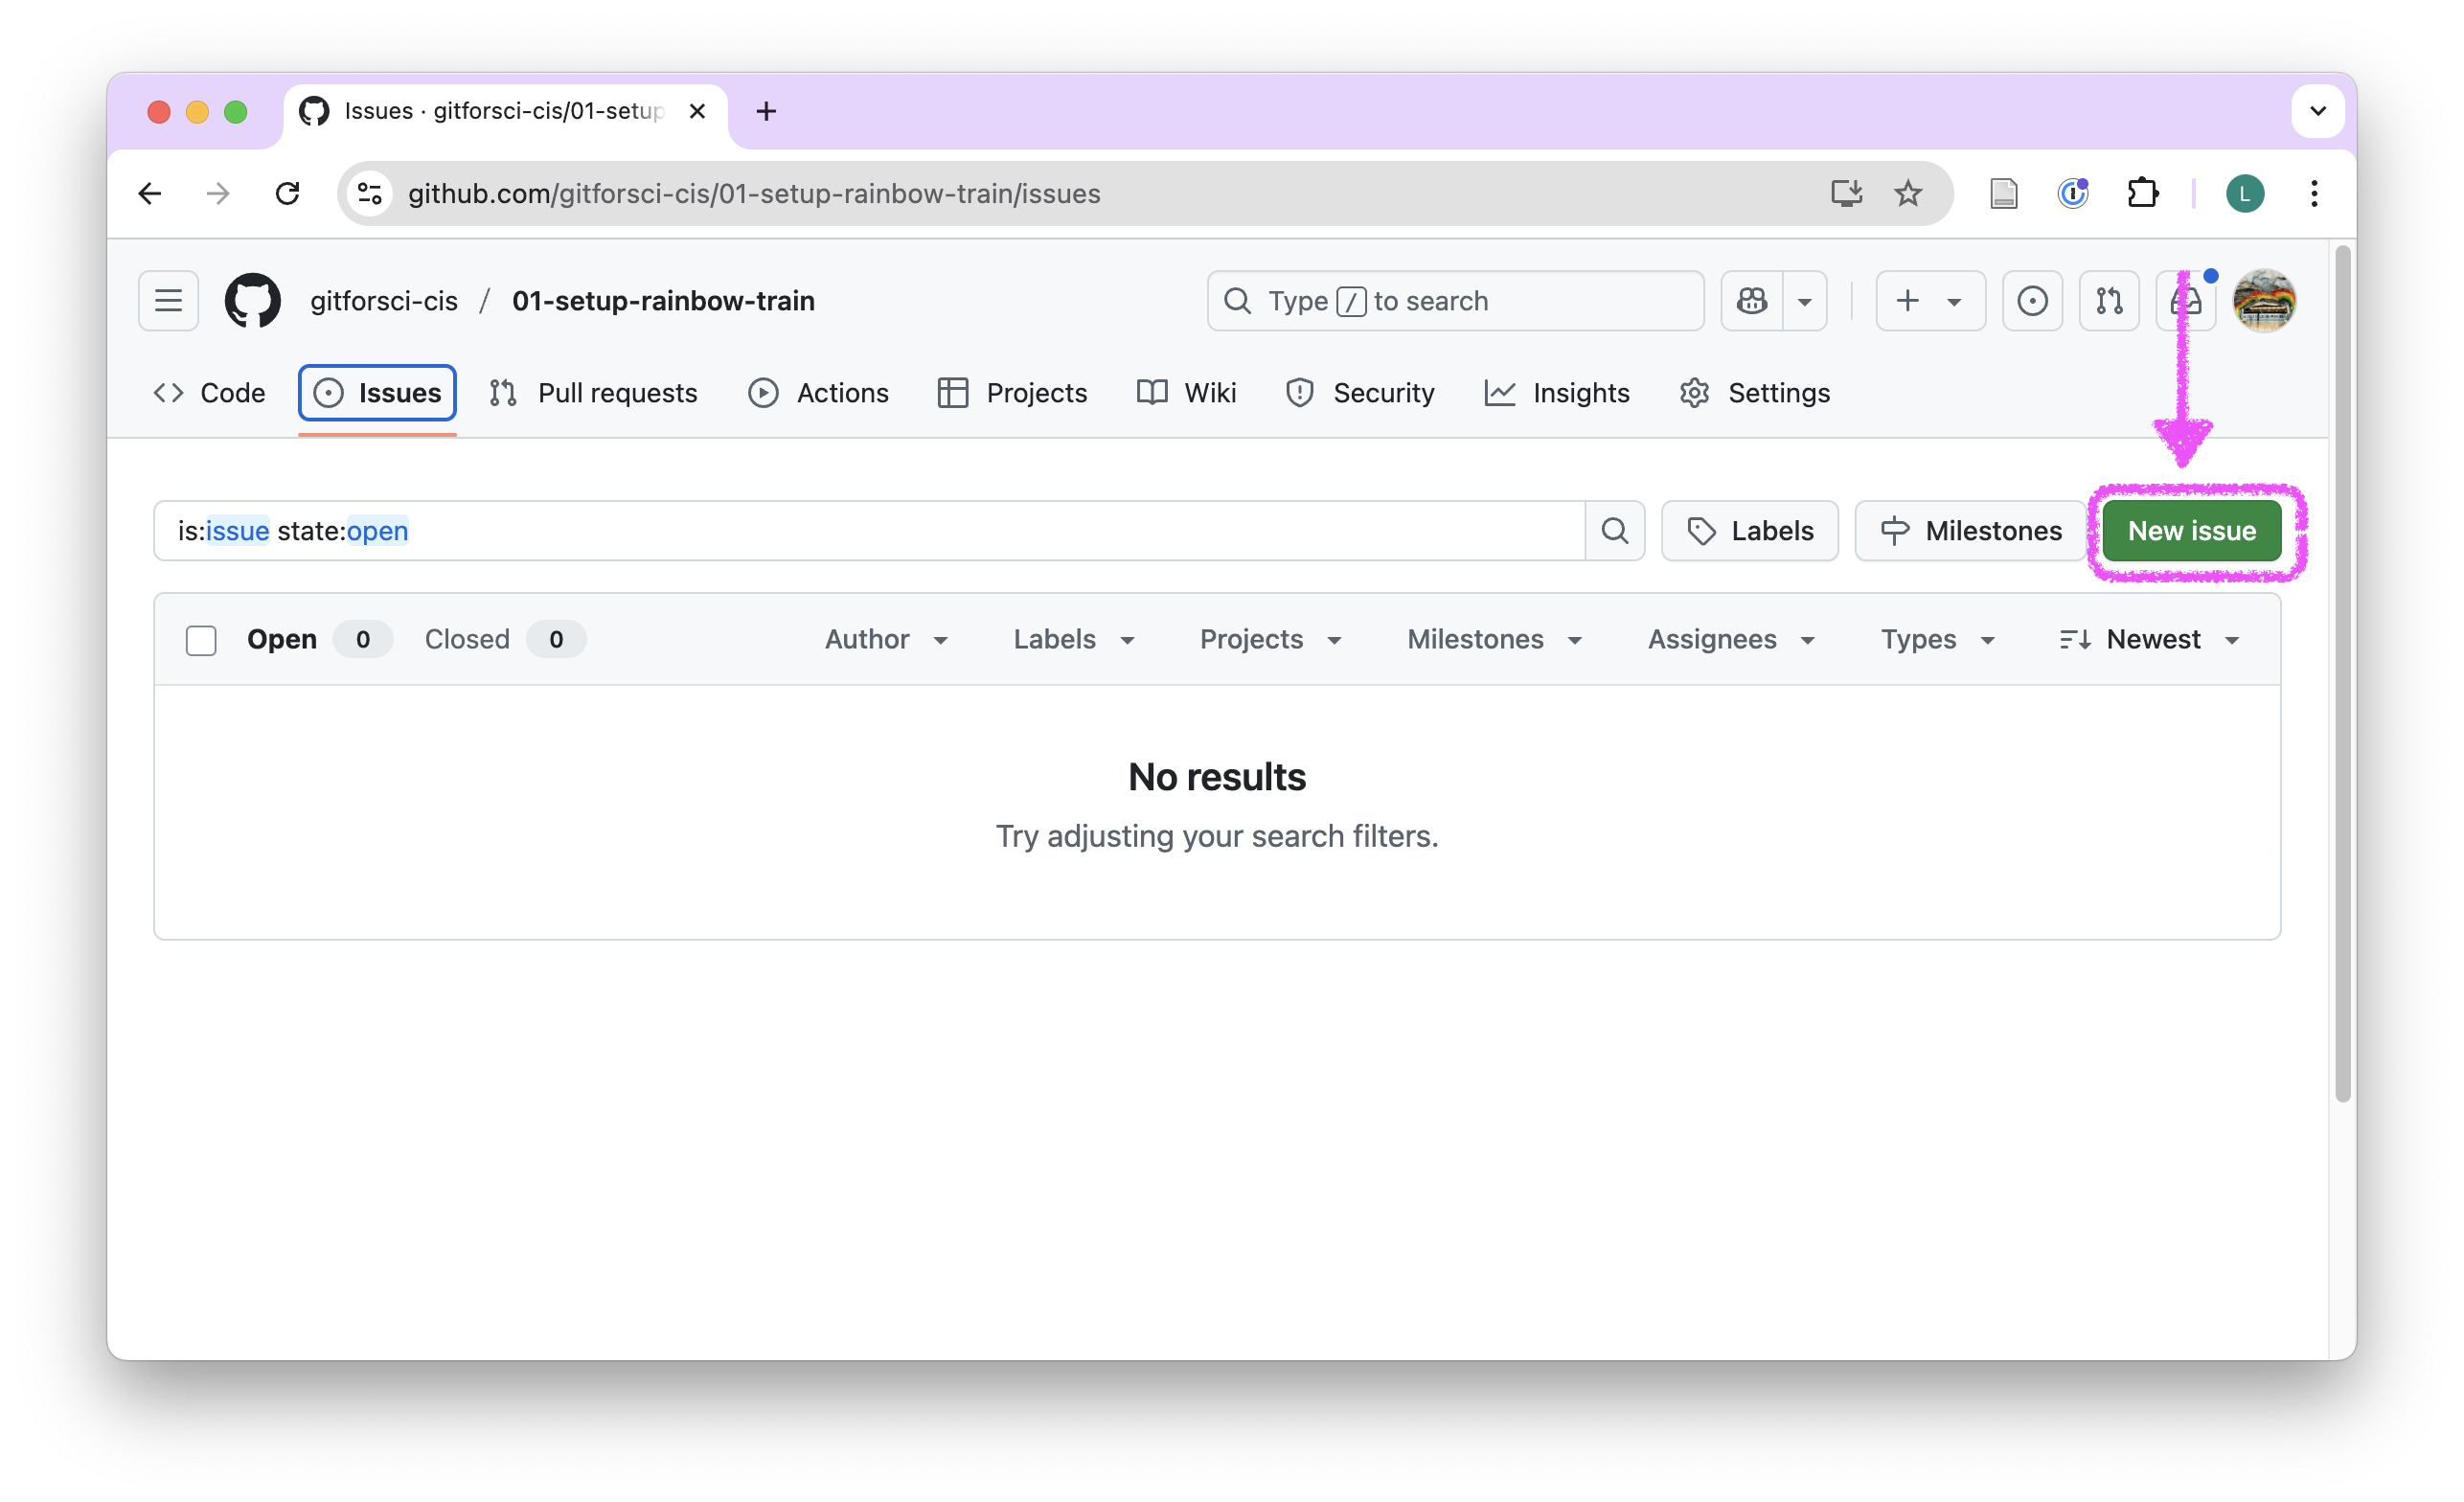 Issues · gitforsci-cis/01-setup
github.com/gitforsci-cis/01-setup-rainbow-train/issues
L
gitforsci-cis / 01-setup-rainbow-train
Type / to search
Code Issues Pull requests Actions Projects Wiki Security Insights Settings
is:issue state:open
Labels Milestones New issue
Open 0 Closed 0 Author Labels Projects Milestones Assignees Types Newest
No results
Try adjusting your search filters.